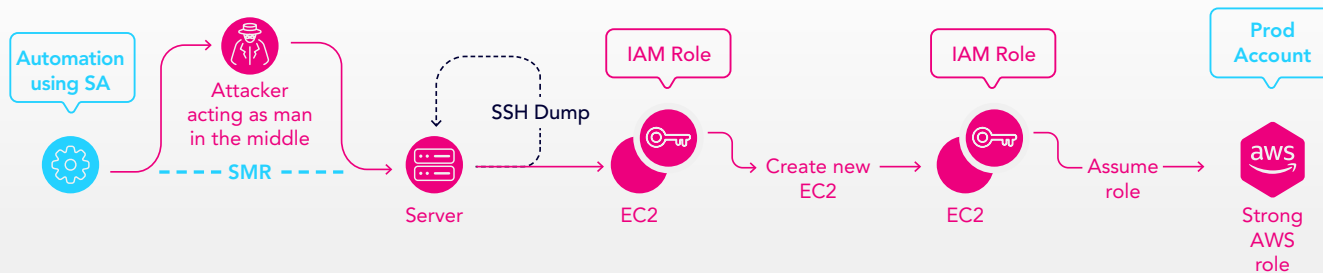 Automation
using SA
Attacker
acting as man
in the middle
SMR
Server
SSH Dump
IAM Role
EC2
Create new
EC2
IAM Role
EC2
Assume
role
Prod
Account
aws
Strong
AWS
role